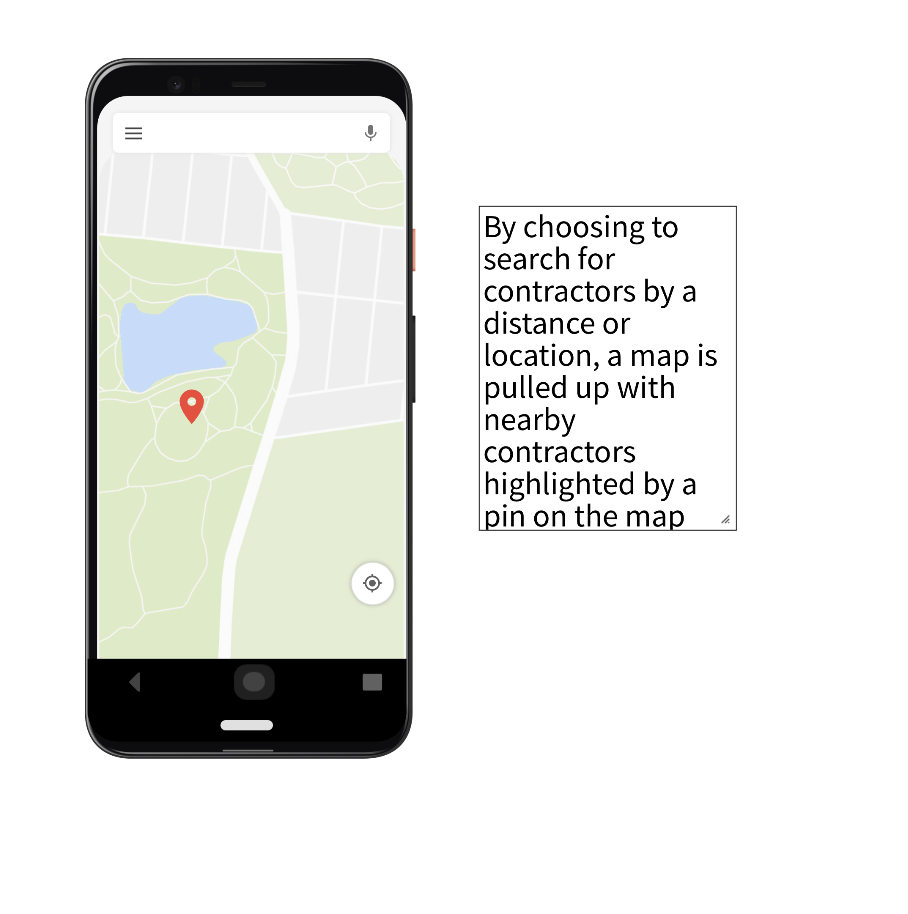 By choosing to
search for
contractors by a
distance or
location, a map is
pulled up with
nearby
contractors
highlighted by a
pin on the map